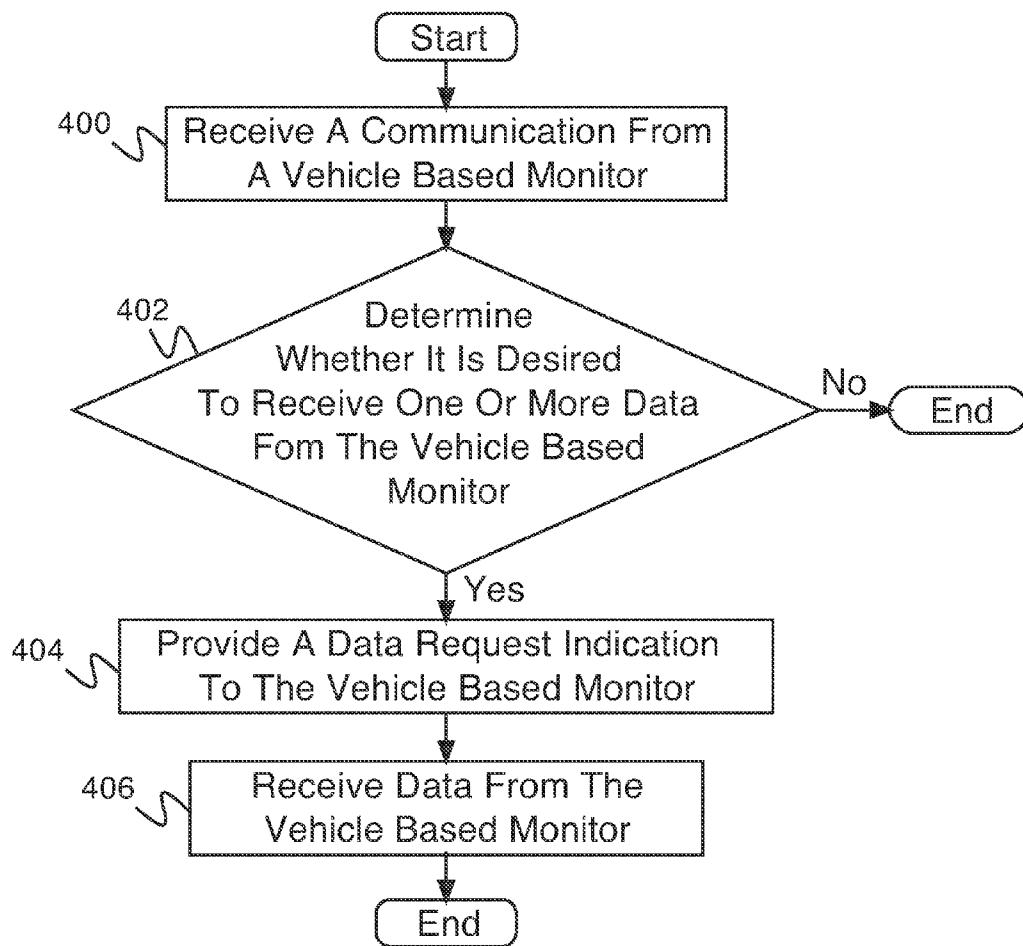 Start
400
Receive A Communication From
A Vehicle Based Monitor
402
Determine
Whether It Is Desired
To Receive One Or More Data
Fom The Vehicle Based
Monitor
No
End
Yes
404
Provide A Data Request Indication
To The Vehicle Based Monitor
406
Receive Data From The
Vehicle Based Monitor
End